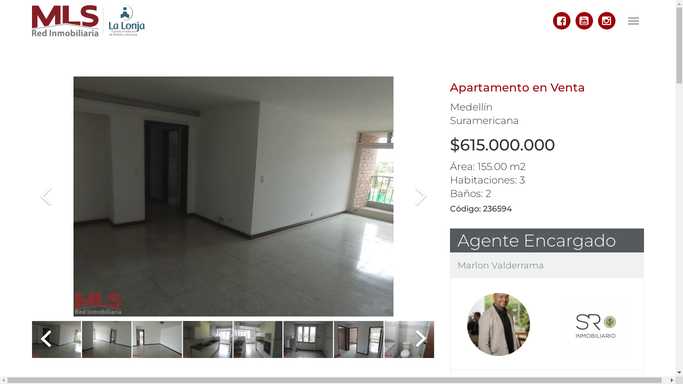 MLS
Red Inmobiliaria
La Lonja
Apartamento en Venta
Medellín
Suramericana
$615.000.000
Área: 155.00 m2
Habitaciones: 3
Baños: 2
Código: 236594
Agente Encargado
Marlon Valderrama
MLS
Red Inmobiliaria
SR
INMOBILIARIO